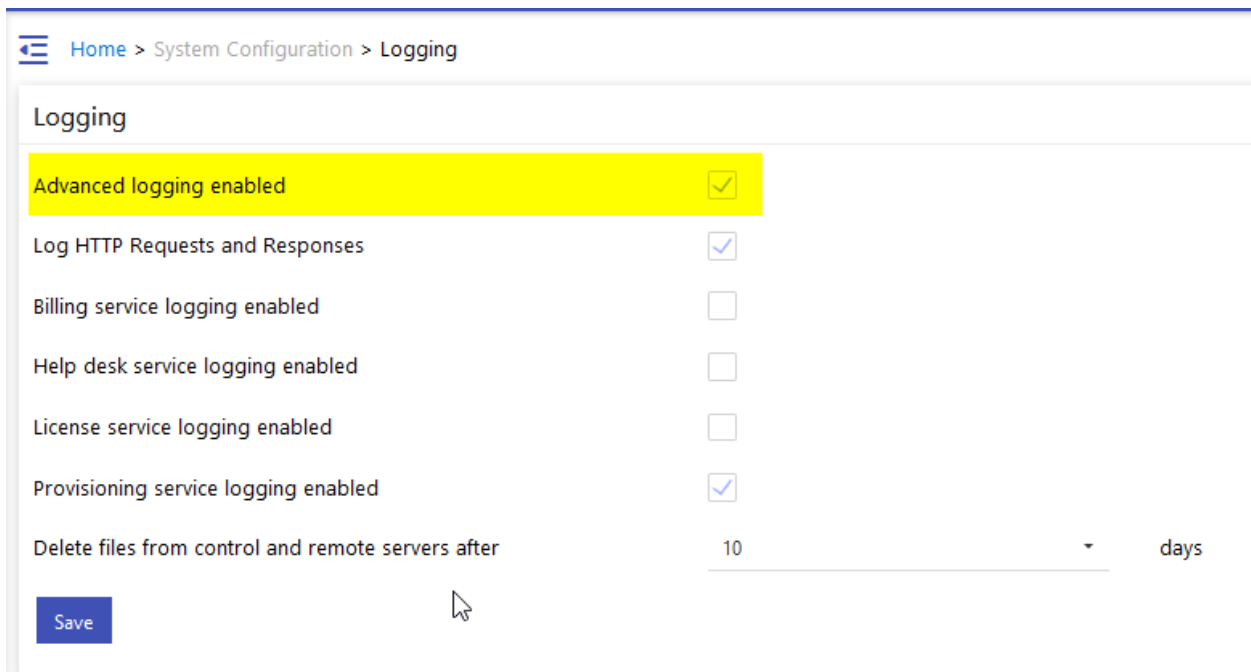 Home > System Configuration > Logging
Logging
Advanced logging enabled
Log HTTP Requests and Responses
Billing service logging enabled
Help desk service logging enabled
License service logging enabled
Provisioning service logging enabled
Delete files from control and remote servers after 10 days
Save